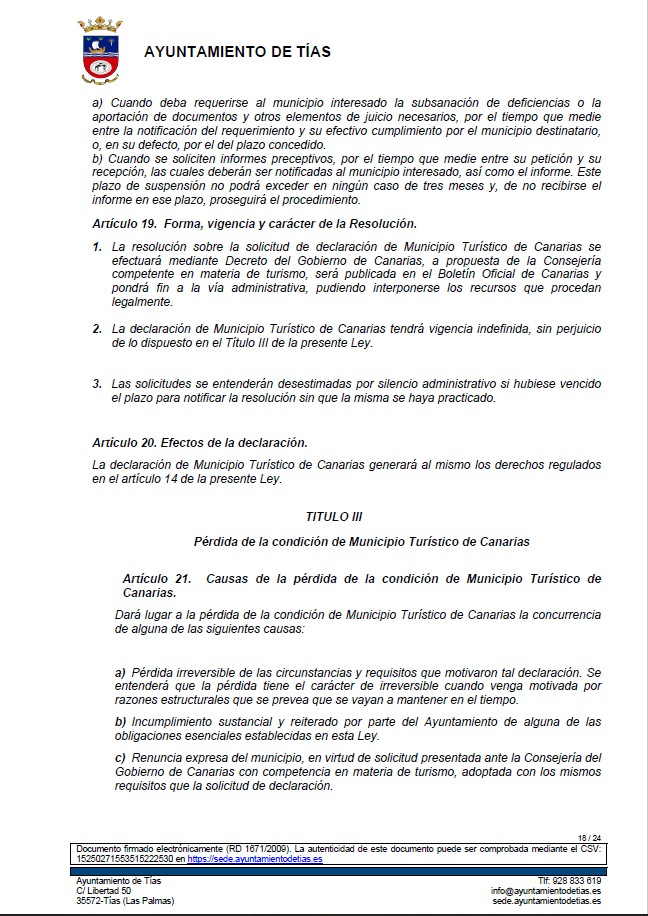 AYUNTAMIENTO DE TÍAS
a) Cuando deba requerirse al municipio interesado la subsanación de deficiencias o la
aportación de documentos y otros elementos de juicio necesarios, por el tiempo que medie
entre la notificación del requerimiento y su efectivo cumplimiento por el municipio destinatario,
o, en su defecto, por el del plazo concedido.
b) Cuando se soliciten informes preceptivos, por el tiempo que medie entre su petición y su
recepción, las cuales deberán ser notificadas al municipio interesado, así como el informe. Este
plazo de suspensión no podrá exceder en ningún caso de tres meses y, de no recibirse el
informe en ese plazo, proseguirá el procedimiento.
Artículo 19. Forma, vigencia y carácter de la Resolución.
1. La resolución sobre la solicitud de declaración de Municipio Turístico de Canarias se
efectuará mediante Decreto del Gobierno de Canarias, a propuesta de la Consejería
competente en materia de turismo, será publicada en el Boletín Oficial de Canarias y
pondrá fin a la vía administrativa, pudiendo interponerse los recursos que procedan
legalmente.
2. La declaración de Municipio Turístico de Canarias tendrá vigencia indefinida, sin perjuicio
de lo dispuesto en el Título III de la presente Ley.
3. Las solicitudes se entenderán desestimadas por silencio administrativo si hubiese vencido
el plazo para notificar la resolución sin que la misma se haya practicado.
Artículo 20. Efectos de la declaración.
La declaración de Municipio Turístico de Canarias generará al mismo los derechos regulados
en el artículo 14 de la presente Ley.
TITULO III
Pérdida de la condición de Municipio Turístico de Canarias
Artículo 21. Causas de la pérdida de la condición de Municipio Turístico de
Canarias.
Dará lugar a la pérdida de la condición de Municipio Turístico de Canarias la concurrencia
de alguna de las siguientes causas:
a) Pérdida irreversible de las circunstancias y requisitos que motivaron tal declaración. Se
entenderá que la pérdida tiene el carácter de irreversible cuando venga motivada por
razones estructurales que se prevea que se vayan a mantener en el tiempo.
b) Incumplimiento sustancial y reiterado por parte del Ayuntamiento de alguna de las
obligaciones esenciales establecidas en esta Ley.
c) Renuncia expresa del municipio, en virtud de solicitud presentada ante la Consejería del
Gobierno de Canarias con competencia en materia de turismo, adoptada con los mismos
requisitos que la solicitud de declaración.
18 / 24
Documento firmado electrónicamente (RD 1671/2009). La autenticidad de este documento puede ser comprobada mediante el CSV:
15250271553515222530 en https://sede.ayuntamientodetias.es
Ayuntamiento de Tías Tlf: 928 833 619
C/ Libertad 50 info@ayuntamientodetias.es
35572-Tías (Las Palmas) sede.ayuntamientodetias.es